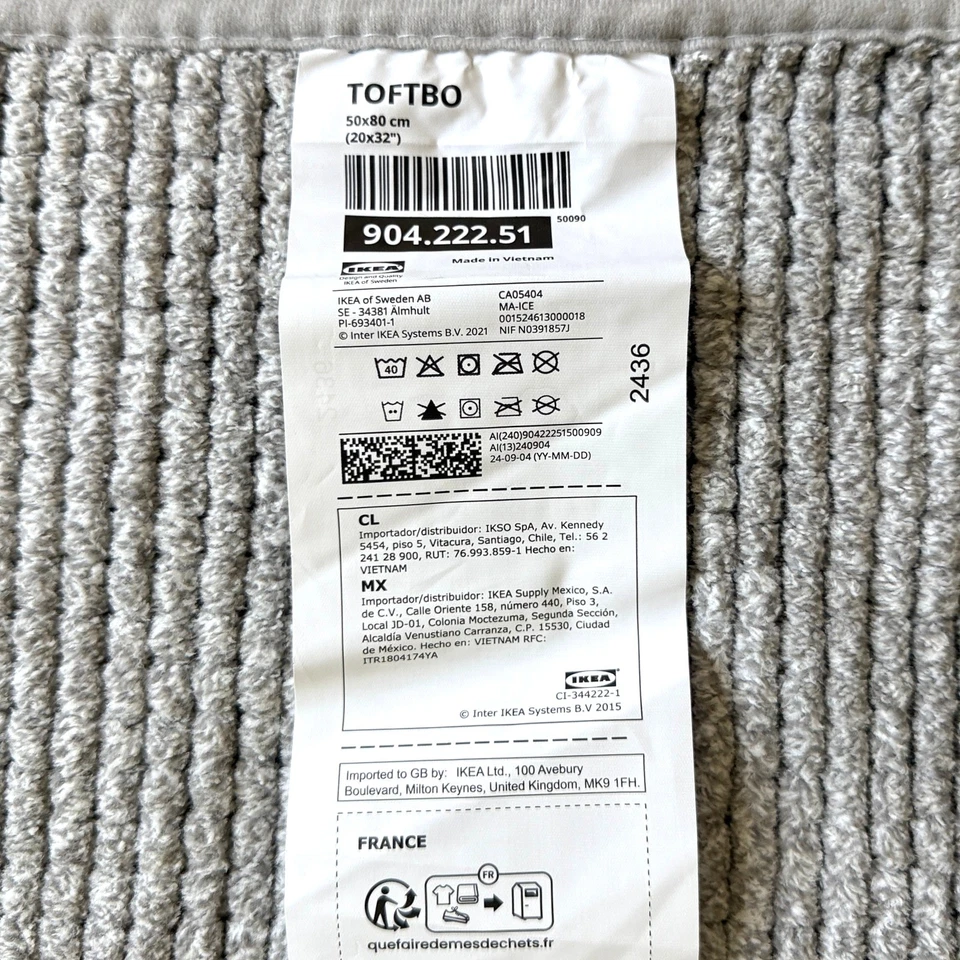 TOFTBO
50x80 cm
(20x32")
50090
904.222.51
Made in Vietnam
IKEA
Design and Quality
IKEA of Sweden
IKEA of Sweden AB
SE - 34381 Älmhult
PI-693401-1
© Inter IKEA Systems B.V. 2021
CA05404
MA-ICE
001524613000018
NIF N0391857J
40
2436
AI(240)90422251500909
AI(13)240904
24-09-04 (YY-MM-DD)
CL
Importador/distribuidor: IKSO SpA, Av. Kennedy
5454, piso 5, Vitacura, Santiago, Chile, Tel.: 56 2
241 28 900, RUT: 76.993.859-1 Hecho en:
VIETNAM
MX
Importador/distribuidor: IKEA Supply Mexico, S.A.
de C.V., Calle Oriente 158, número 440, Piso 3,
Local JD-01, Colonia Moctezuma, Segunda Sección,
Alcaldía Venustiano Carranza, C.P. 15530, Ciudad
de México. Hecho en: VIETNAM RFC:
ITR1804174YA
IKEA
CI-344222-1
© Inter IKEA Systems B.V 2015
Imported to GB by: IKEA Ltd., 100 Avebury
Boulevard, Milton Keynes, United Kingdom, MK9 1FH.
FRANCE
FR
quefairedemesdechets.fr